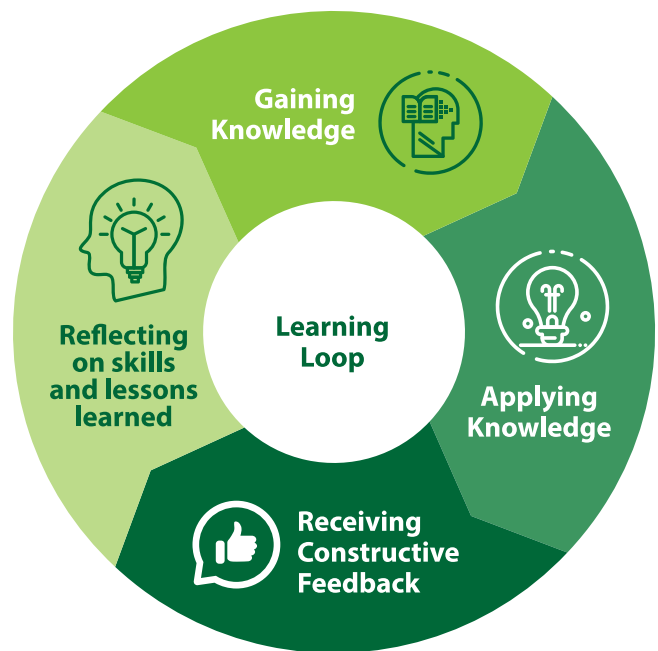 Gaining
Knowledge
Applying
Knowledge
Receiving
Constructive
Feedback
Reflecting
on skills
and lessons
learned
Learning
Loop